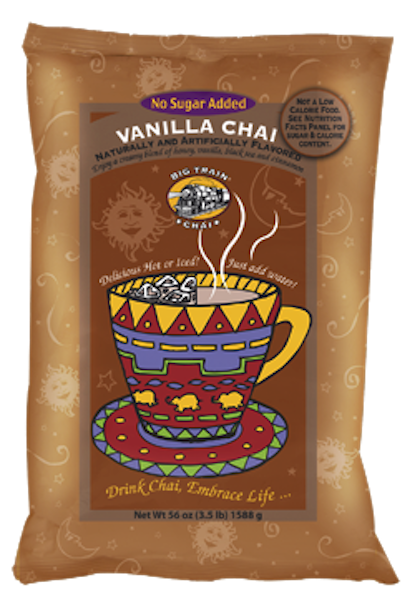 No Sugar Added
NOT A LOW
CALORIE FOOD.
SEE NUTRITION
FACTS PANEL FOR
SUGAR & CALORIE
CONTENT.
VANILLA CHAI
NATURALLY AND ARTIFICIALLY FLAVORED
Enjoy a creamy blend of honey, vanilla, black tea and cinnamon
BIG TRAIN
CHAI
Delicious Hot or Iced!
Just add water!
Drink Chai, Embrace Life ...
Net Wt 56 oz (3.5 lb) 1588 g